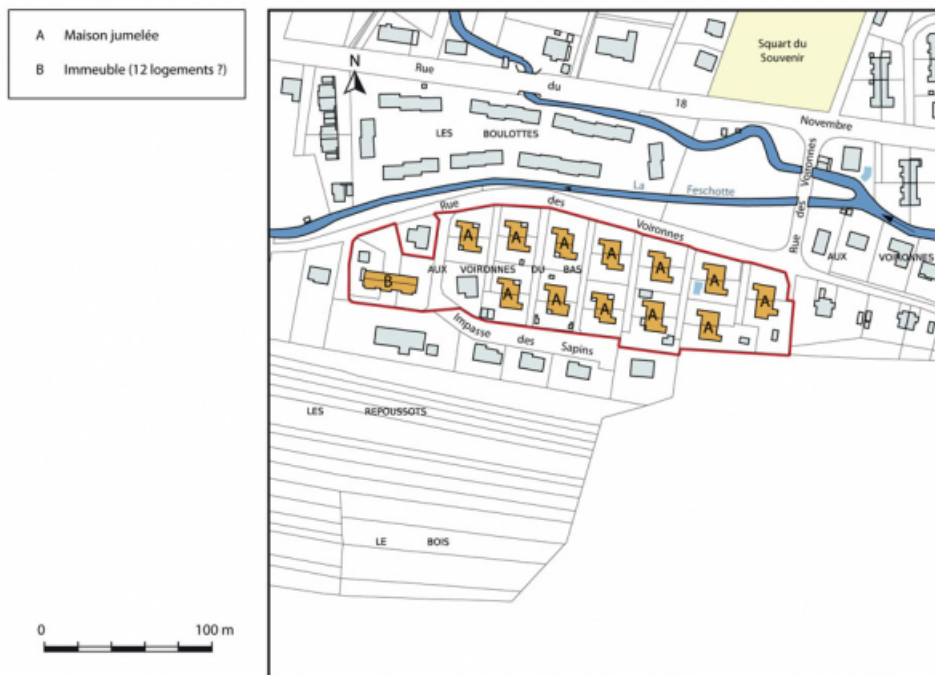 A Maison jumelée
B Immeuble (12 logements ?)
N
Squart du
Souvenir
Rue du 18 Novembre
LES BOULOTTES
La Feschotte
Rue des Voironnes
Rue des Voironnes
AUX VOIRONNES
A A A A A A A
AUX VOIRONNES DU BAS
B
A A A A A
Impasse des Sapins
LES REPOUSSOTS
LE BOIS
0 100 m